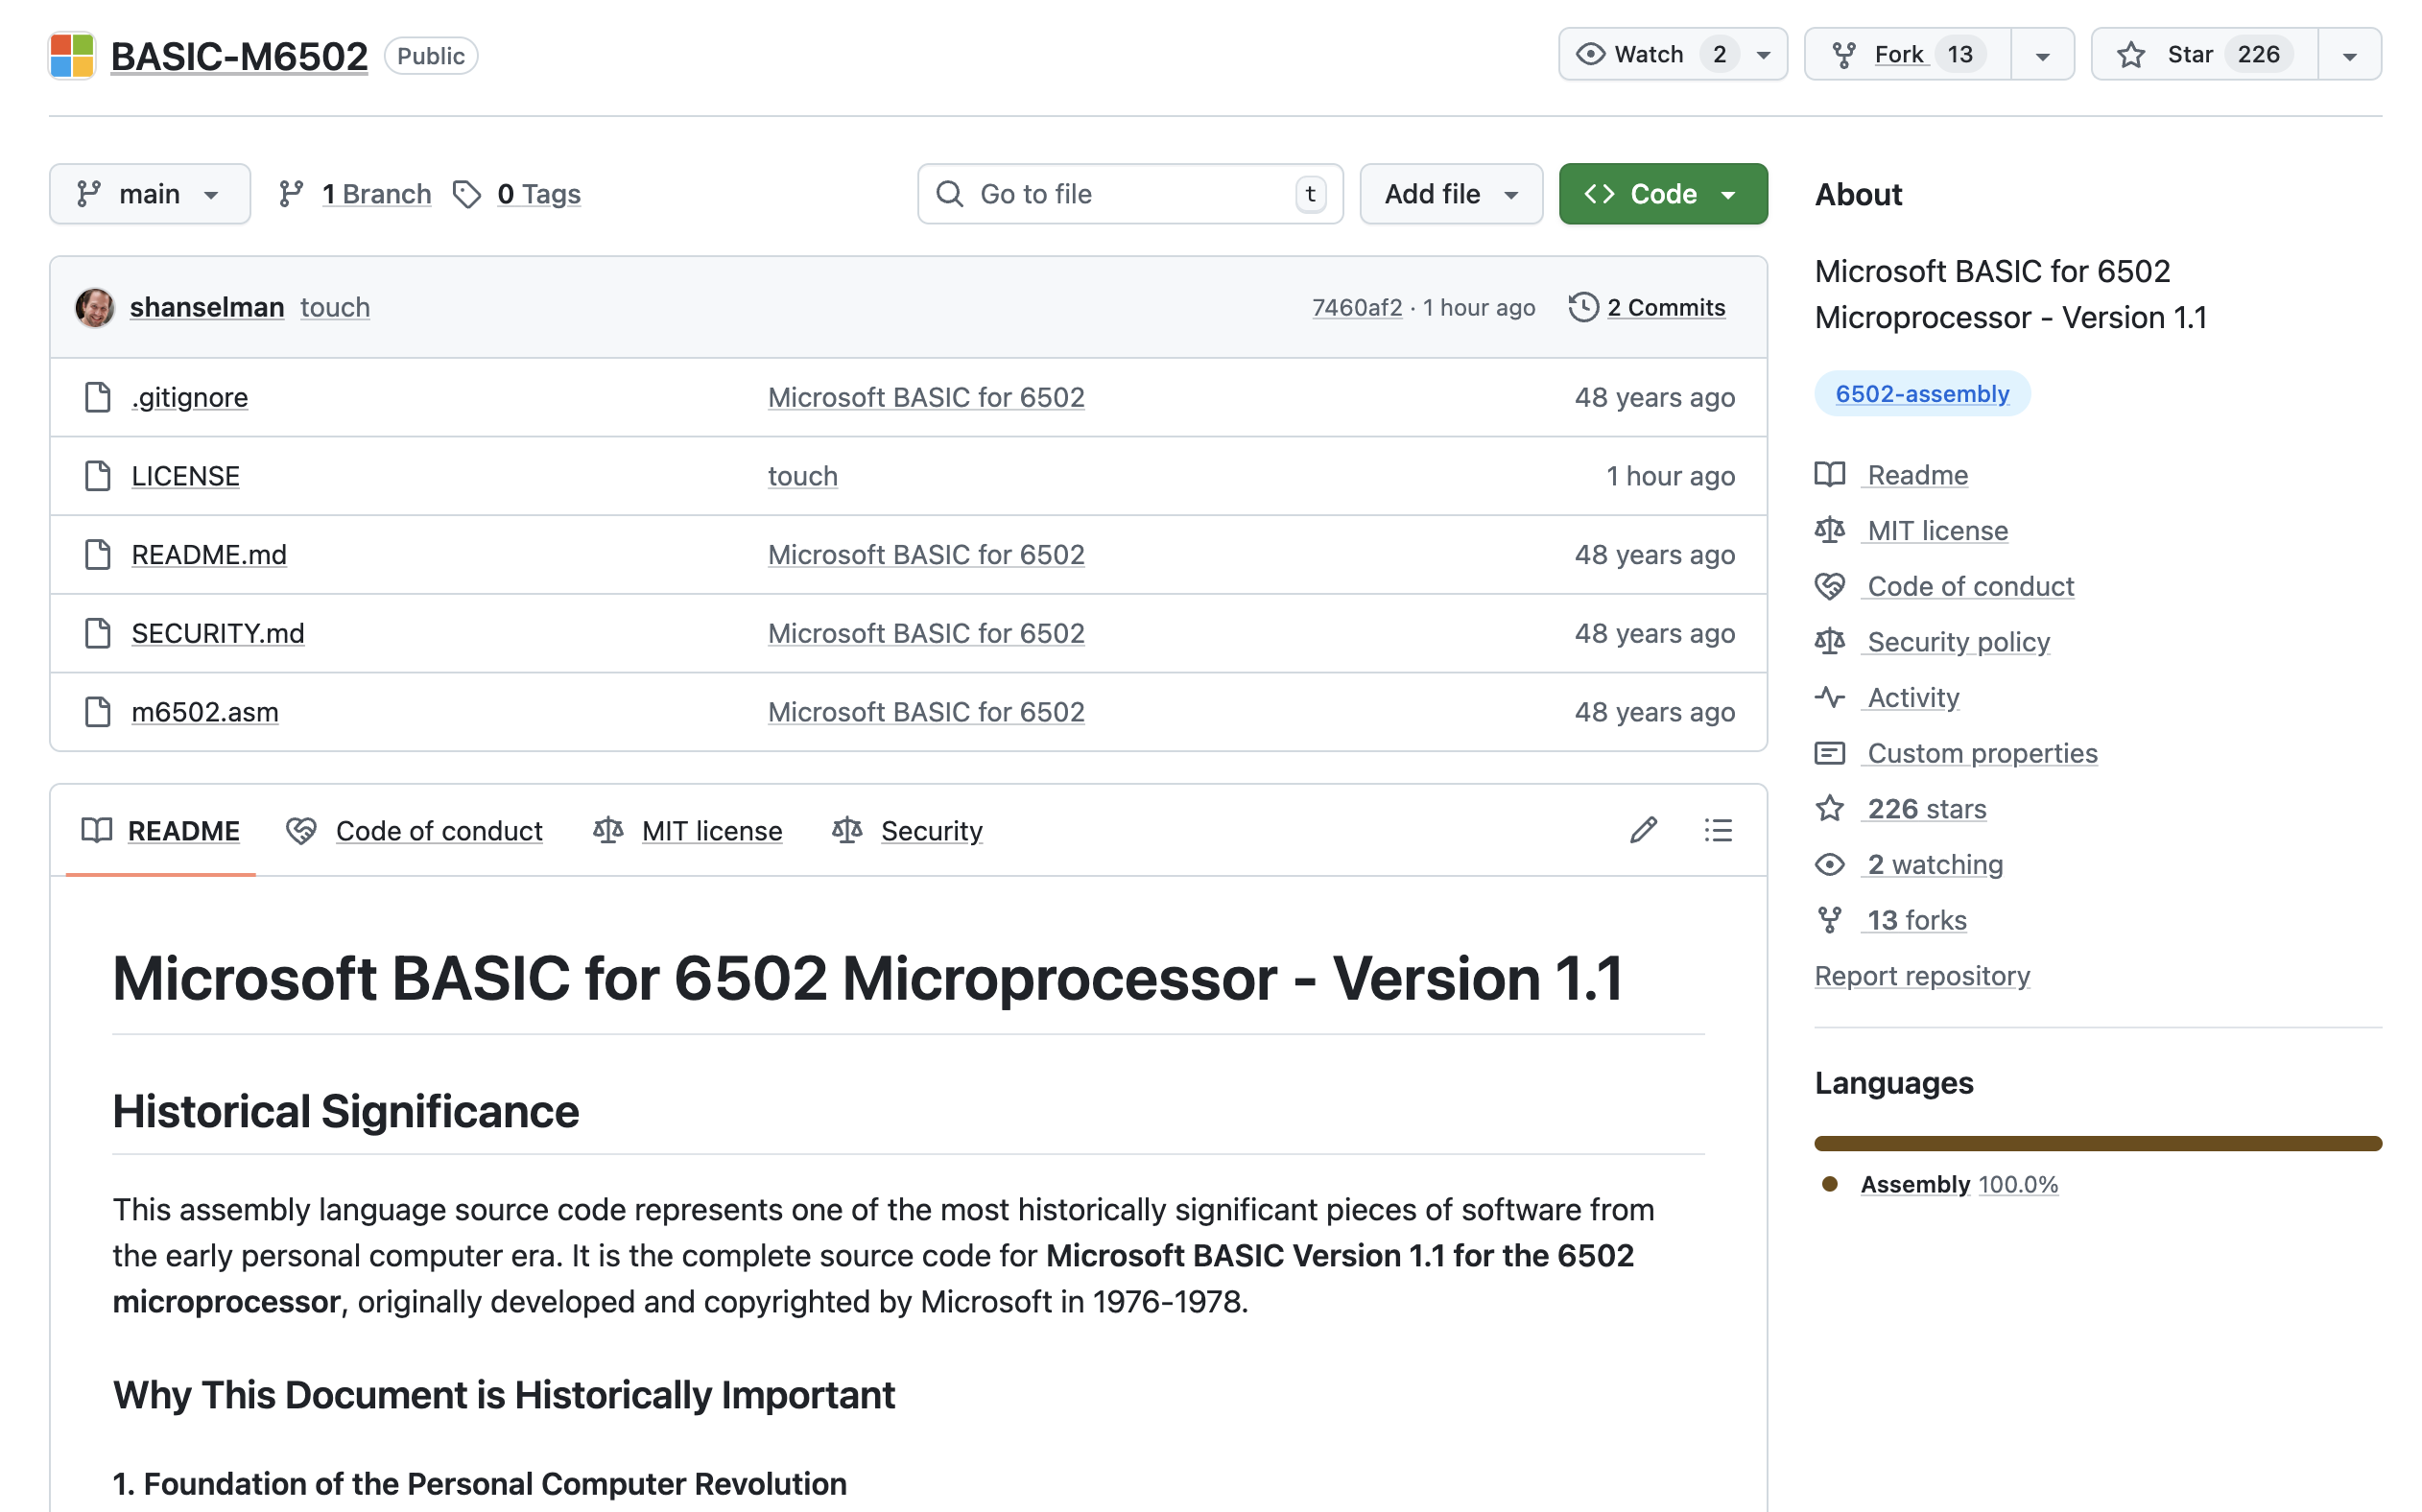 BASIC-M6502 Public Watch 2 Fork 13 Star 226
main 1 Branch 0 Tags Go to file t Add file Code
shanselman touch 7460af2 · 1 hour ago 2 Commits
.gitignore Microsoft BASIC for 6502 48 years ago
LICENSE touch 1 hour ago
README.md Microsoft BASIC for 6502 48 years ago
SECURITY.md Microsoft BASIC for 6502 48 years ago
m6502.asm Microsoft BASIC for 6502 48 years ago
README Code of conduct MIT license Security
Microsoft BASIC for 6502 Microprocessor - Version 1.1
Historical Significance
This assembly language source code represents one of the most historically significant pieces of software from
the early personal computer era. It is the complete source code for Microsoft BASIC Version 1.1 for the 6502
microprocessor, originally developed and copyrighted by Microsoft in 1976-1978.
Why This Document is Historically Important
1. Foundation of the Personal Computer Revolution
About
Microsoft BASIC for 6502
Microprocessor - Version 1.1
6502-assembly
Readme
MIT license
Code of conduct
Security policy
Activity
Custom properties
226 stars
2 watching
13 forks
Report repository
Languages
Assembly 100.0%